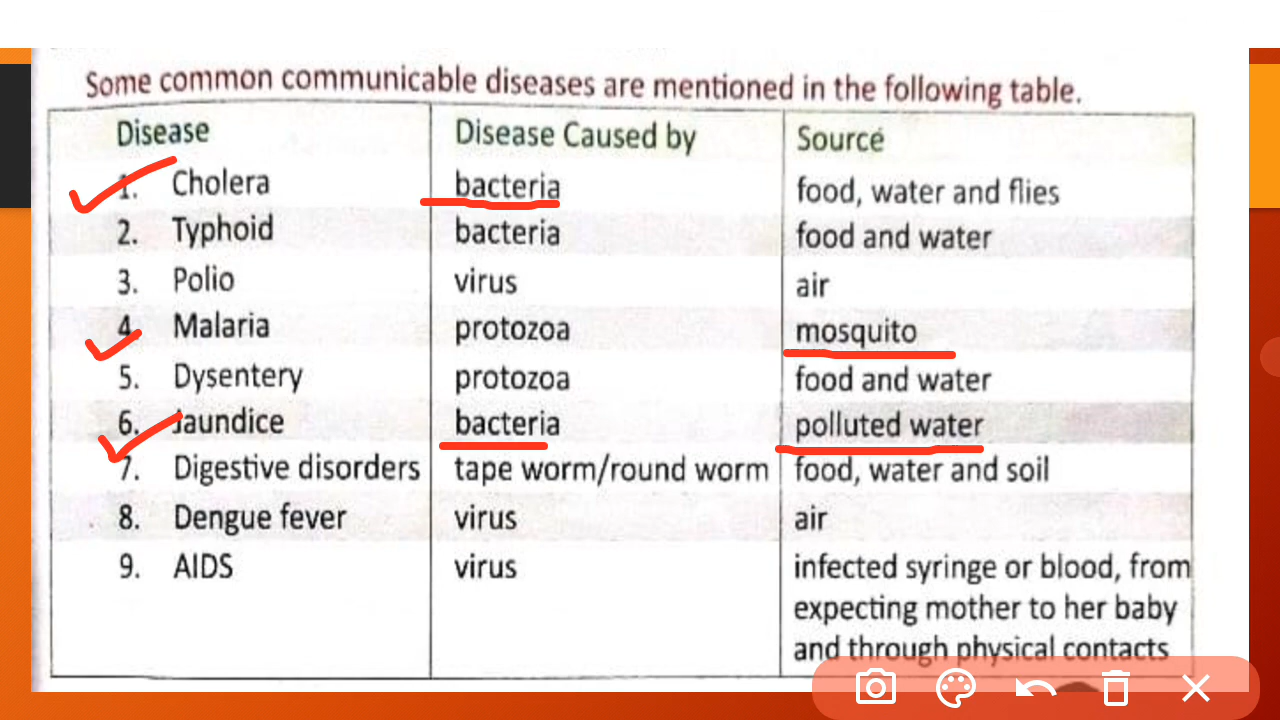 Some common communicable diseases are mentioned in the following table.
Disease Disease Caused by Source
1. Cholera bacteria food, water and flies
2. Typhoid bacteria food and water
3. Polio virus air
4. Malaria protozoa mosquito
5. Dysentery protozoa food and water
6. Jaundice bacteria polluted water
7. Digestive disorders tape worm/round worm food, water and soil
8. Dengue fever virus air
9. AIDS virus infected syringe or blood, from
expecting mother to her baby
and through physical contacts